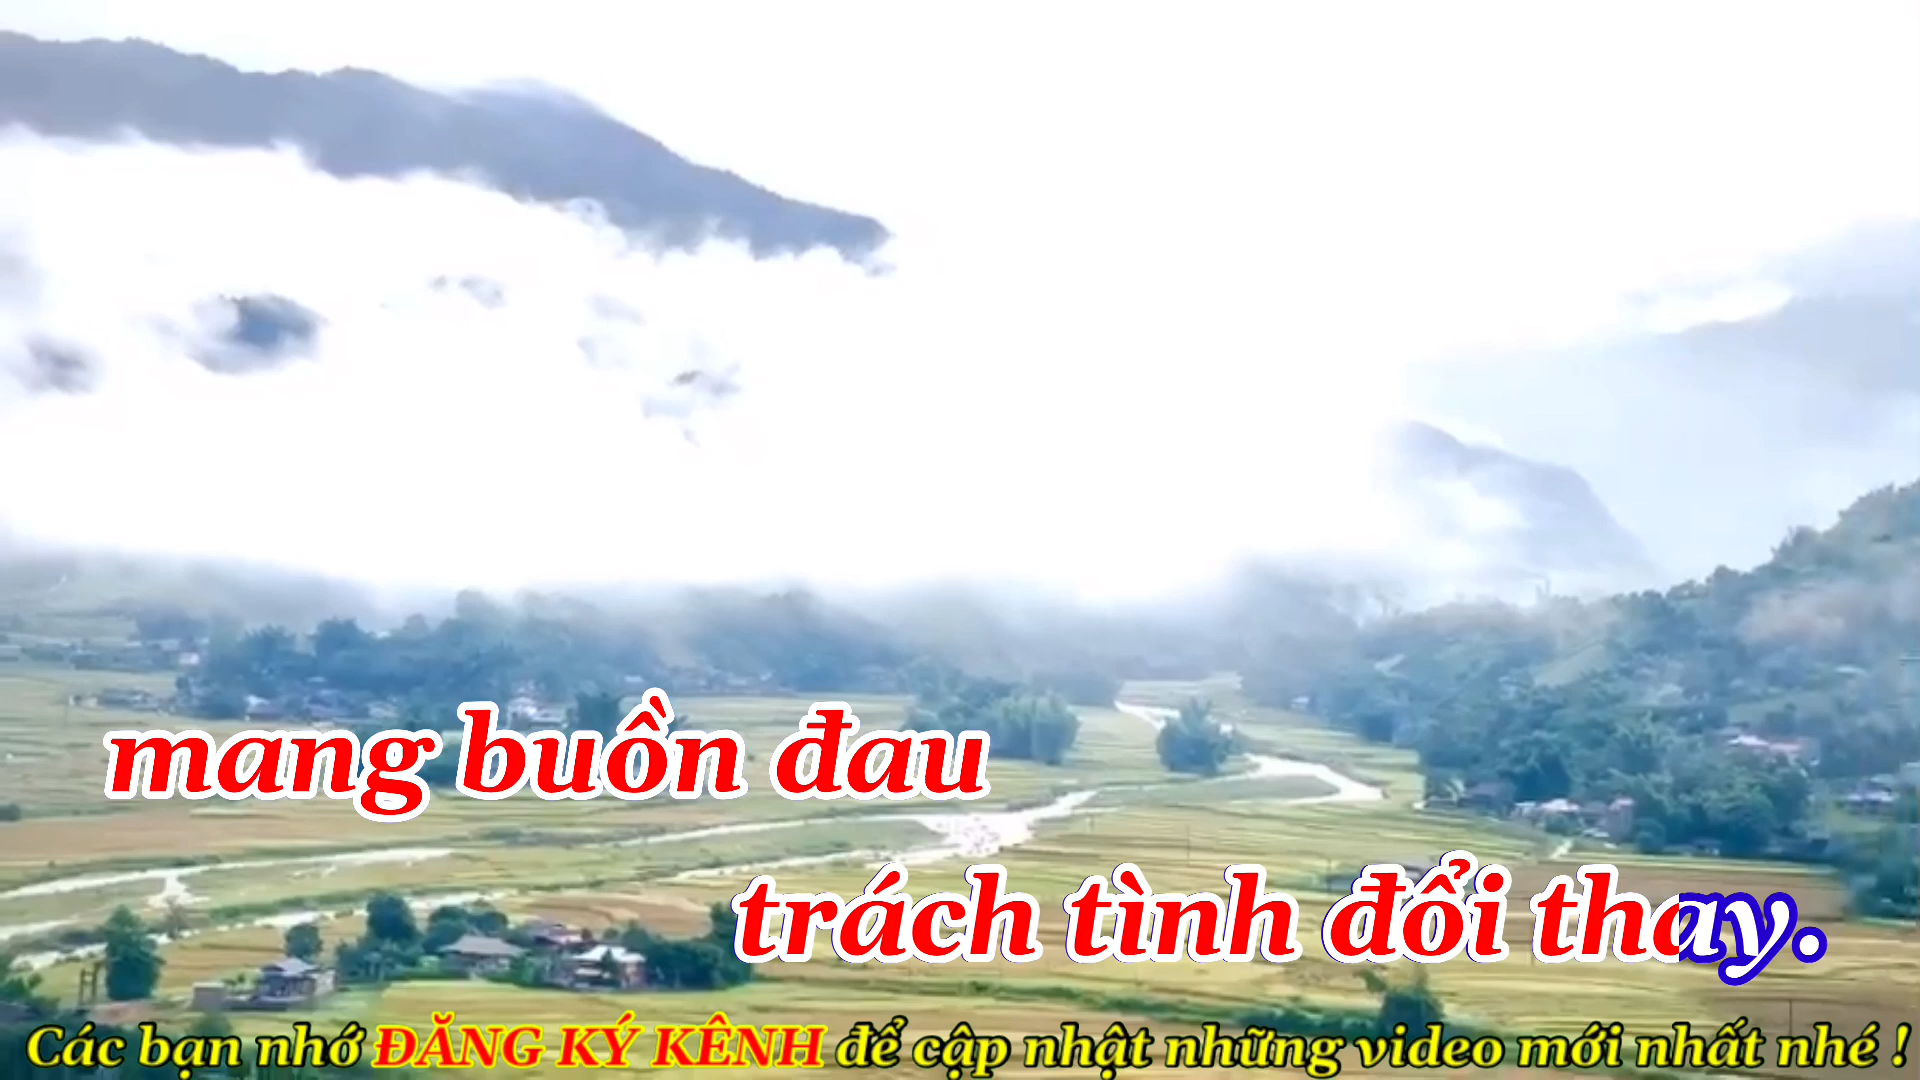 mang buồn đau
trách tình đổi thay.
Các bạn nhớ ĐĂNG KÝ KÊNH để cập nhật những video mới nhất nhé !